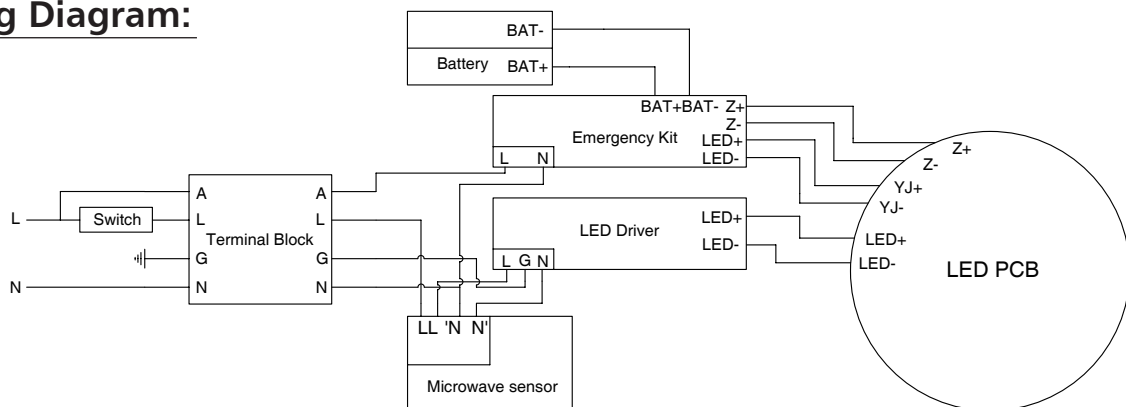 g Diagram:
BAT-
Battery BAT+
BAT+BAT- Z+
Z-
Emergency Kit
LED+
L N LED-
Z+
Z-
YJ+
YJ-
LED+
LED-
LED PCB
A A
L Switch L L
Terminal Block
G G
N N N
LED Driver
LED+
LED-
L G N
LL 'N N'
Microwave sensor